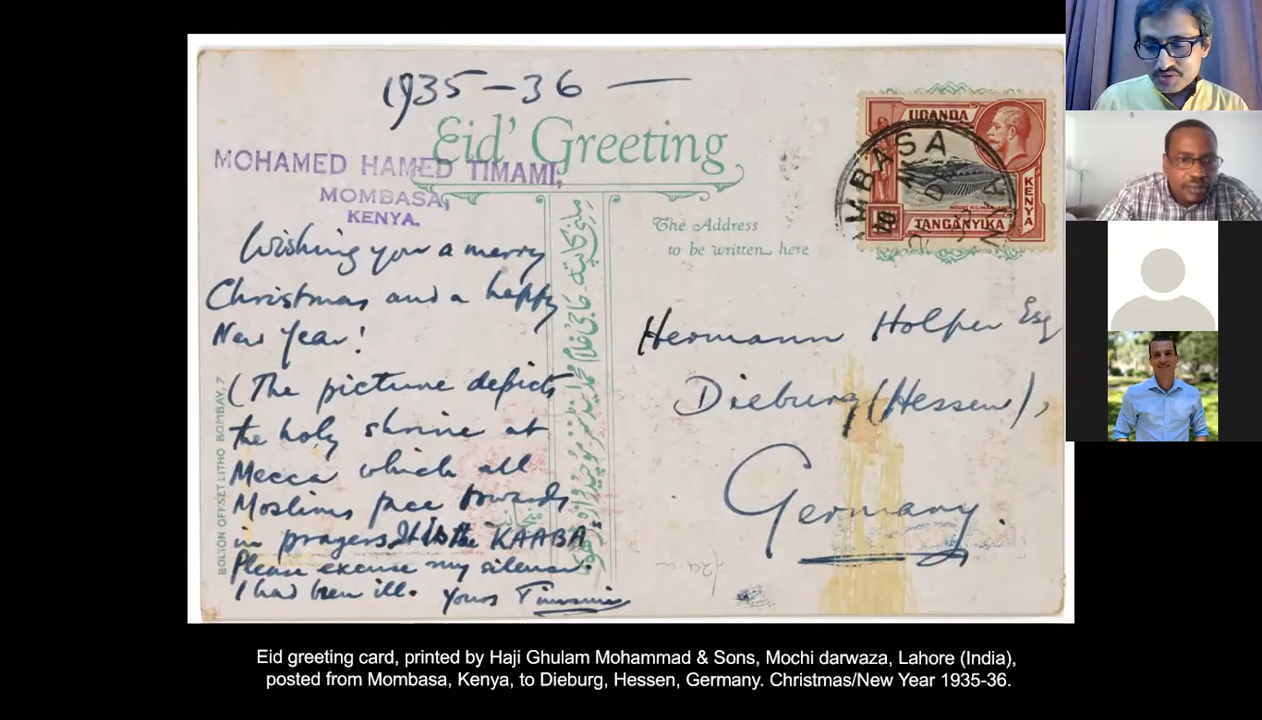 1935-36 —
Eid' Greeting
MOHAMED HAMED TIMAMI,
MOMBASA,
KENYA.
Wishing you a merry
Christmas and a happy
New Year!
(The picture depicts
the holy shrine at
Mecca which all
Moslims face towards
in prayers. It is the KAABA
Please excuse my silence.
I had been ill. Yours Timami
BOLTON OFFSET LITHO BOMBAY, 7
The Address
to be written here
UGANDA
KENYA
TANGANYIKA
MOUNT KILIMANJARO
10
MOMBASA
Hermann Holfer Esq
Dieburg (Hessen),
Germany.
Eid greeting card, printed by Haji Ghulam Mohammad & Sons, Mochi darwaza, Lahore (India),
posted from Mombasa, Kenya, to Dieburg, Hessen, Germany. Christmas/New Year 1935-36.